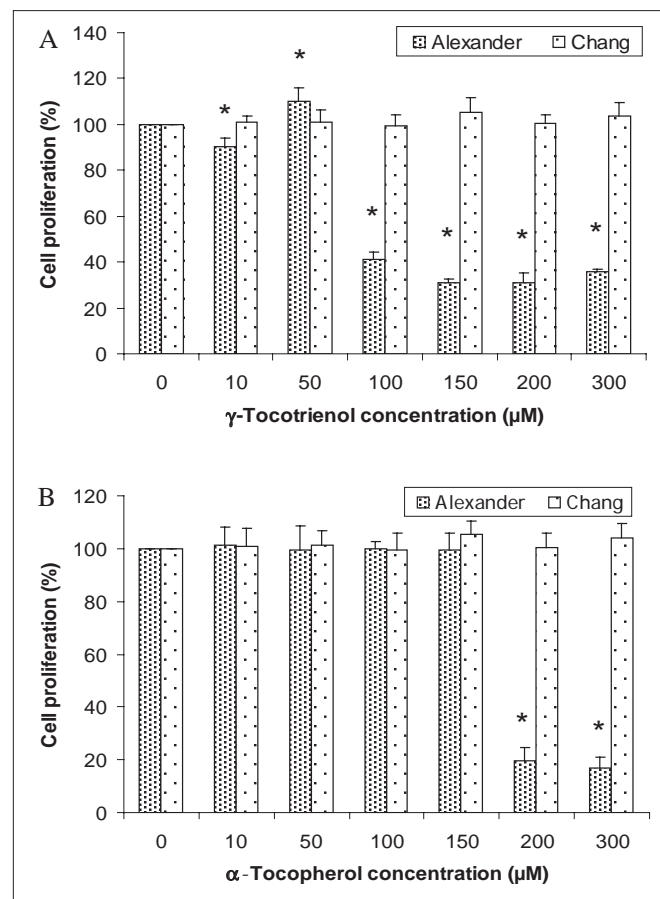 A
140
120
100
80
60
40
20
0
Cell proliferation (%)
Alexander Chang
*
*
*
*
*
*
0 10 50 100 150 200 300
γ-Tocotrienol concentration (µM)
B
120
100
80
60
40
20
0
Cell proliferation (%)
Alexander Chang
*
*
0 10 50 100 150 200 300
α-Tocopherol concentration (µM)